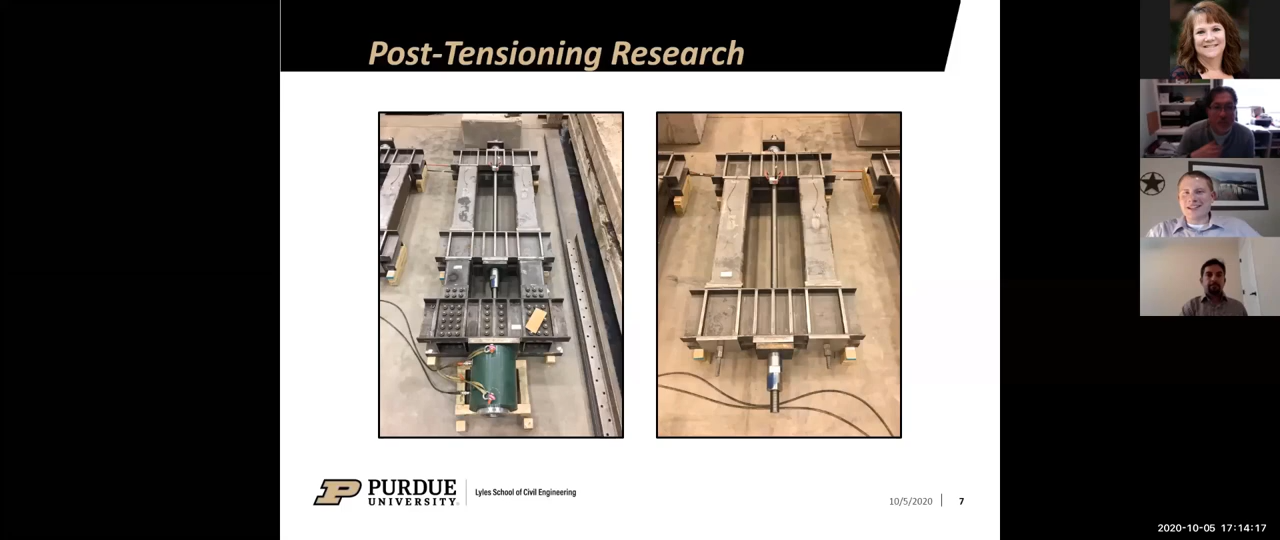 Post-Tensioning Research
PURDUE
UNIVERSITY
Lyles School of Civil Engineering
10/5/2020
7
2020-10-05 17:14:17